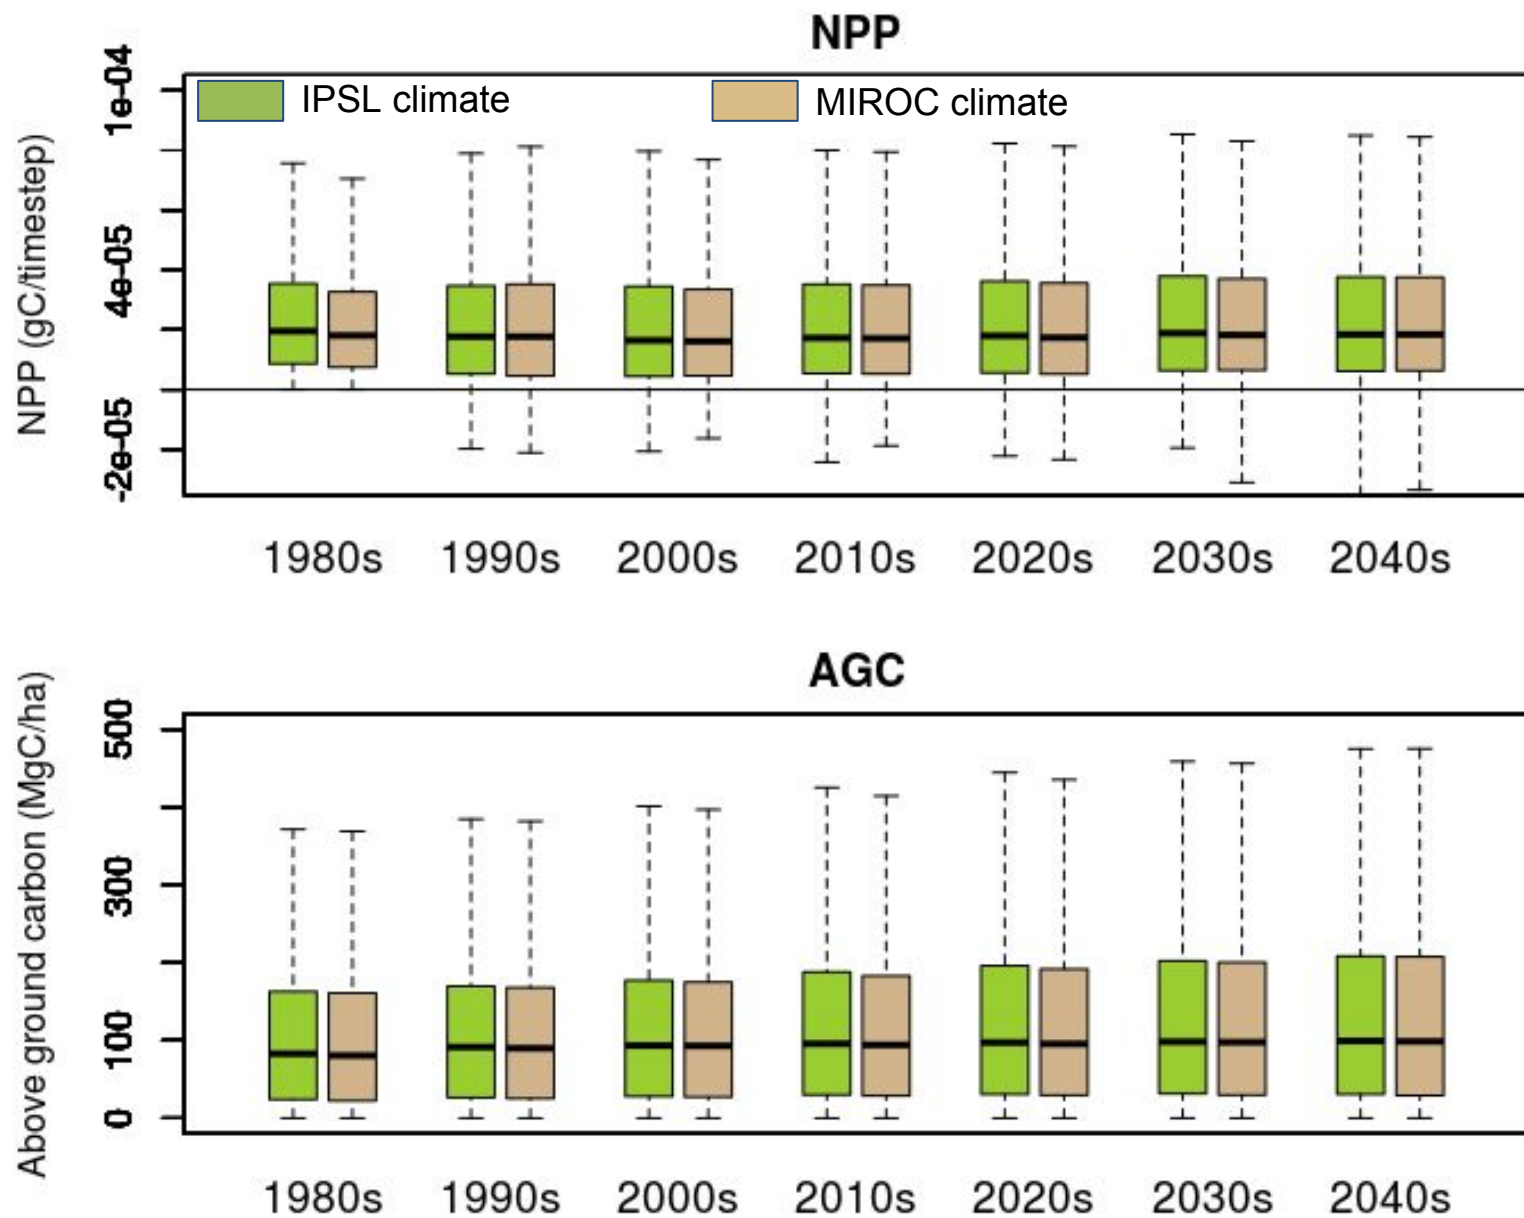 NPP
IPSL climate MIROC climate
NPP (gC/timestep)
1e-04
4e-05
-2e-05
1980s 1990s 2000s 2010s 2020s 2030s 2040s
AGC
Above ground carbon (MgC/ha)
500
300
100
0
1980s 1990s 2000s 2010s 2020s 2030s 2040s